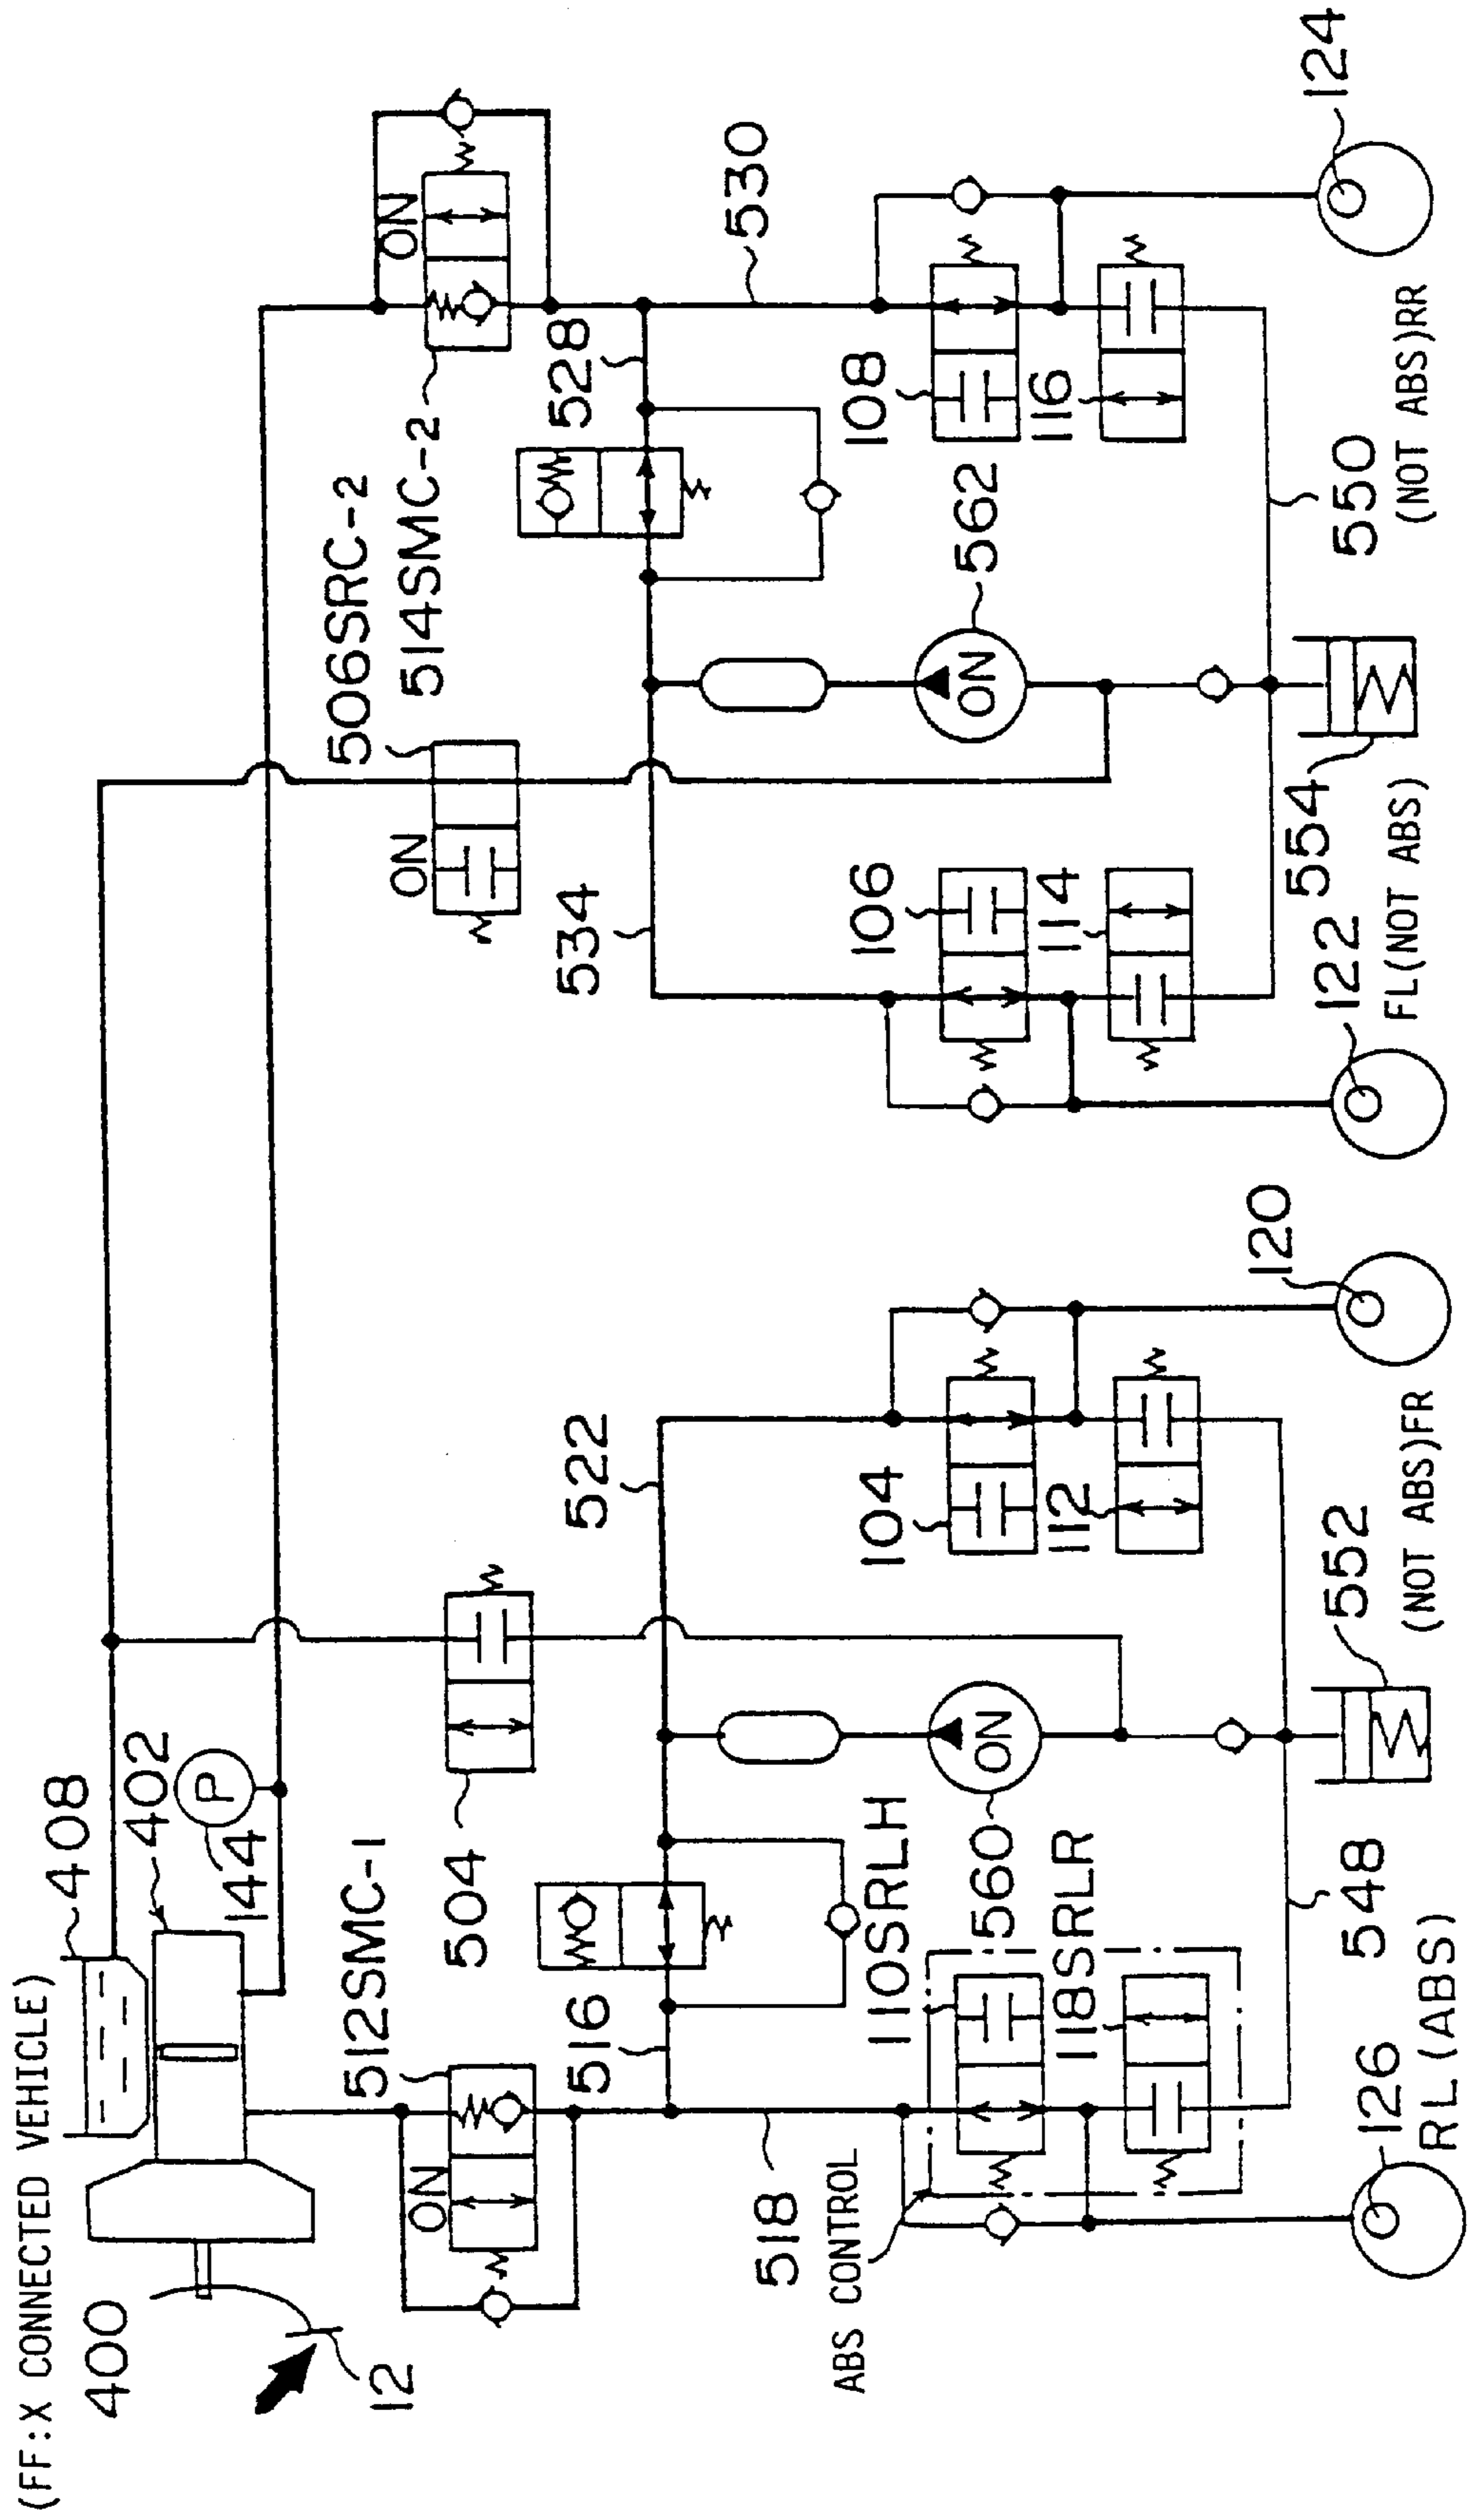 (FF:X CONNECTED VEHICLE)
400
408
402
144
P
12
512SMC-1
ON
504
506SRC-2
514SMC-2
ON
ON
516
522
534
528
530
518
ABS CONTROL
110SRLH
560
ON
118SRLR
104
112
106
114
562
ON
108
116
548
552
120
550
554
122
124
126
RL (ABS)
(NOT ABS)FR
FL(NOT ABS)
(NOT ABS)RR